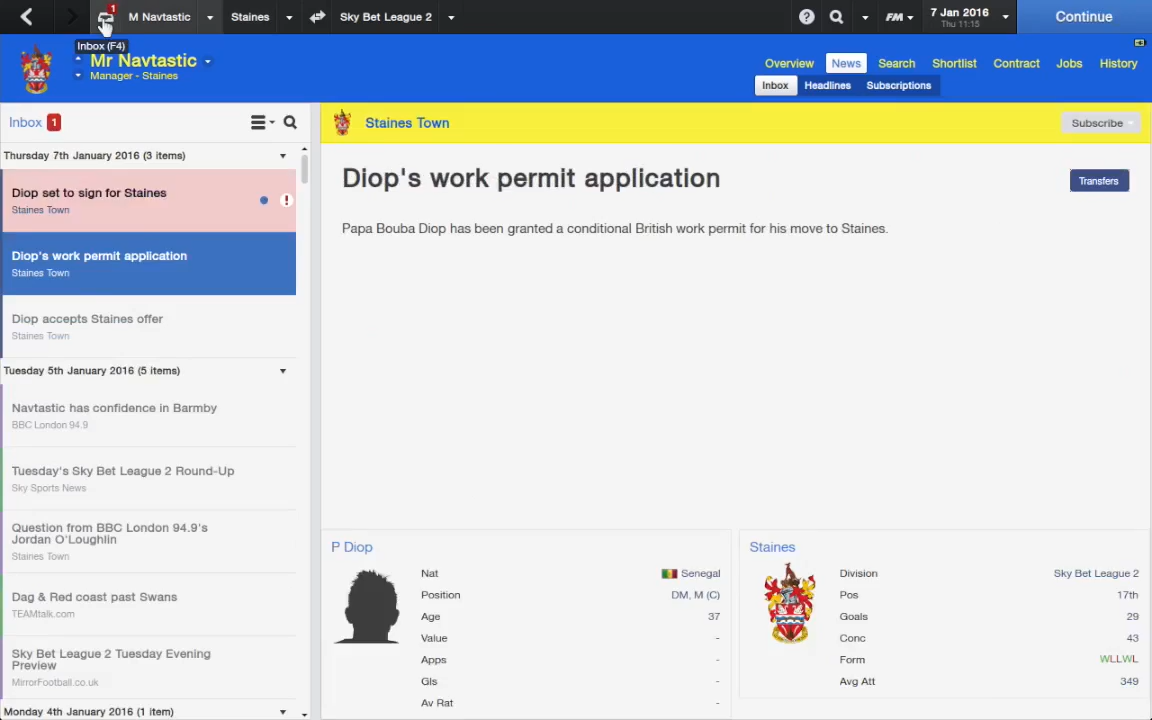 1
M Navtastic
Staines
Sky Bet League 2
FM
7 Jan 2016
Thu 11:15
Continue
Inbox (F4)
Mr Navtastic
Manager - Staines
Overview
News
Search
Shortlist
Contract
Jobs
History
Inbox
Headlines
Subscriptions
Inbox 1
Staines Town
Subscribe
Thursday 7th January 2016 (3 items)
Diop set to sign for Staines
Staines Town
Diop's work permit application
Staines Town
Diop accepts Staines offer
Staines Town
Tuesday 5th January 2016 (5 items)
Navtastic has confidence in Barmby
BBC London 94.9
Tuesday's Sky Bet League 2 Round-Up
Sky Sports News
Question from BBC London 94.9's
Jordan O'Loughlin
Staines Town
Dag & Red coast past Swans
TEAMtalk.com
Sky Bet League 2 Tuesday Evening
Preview
MirrorFootball.co.uk
Monday 4th January 2016 (1 item)
Diop's work permit application
Transfers
Papa Bouba Diop has been granted a conditional British work permit for his move to Staines.
P Diop
Nat Senegal
Position DM, M (C)
Age 37
Value -
Apps -
Gls -
Av Rat -
Staines
Division Sky Bet League 2
Pos 17th
Goals 29
Conc 43
Form WLLWL
Avg Att 349